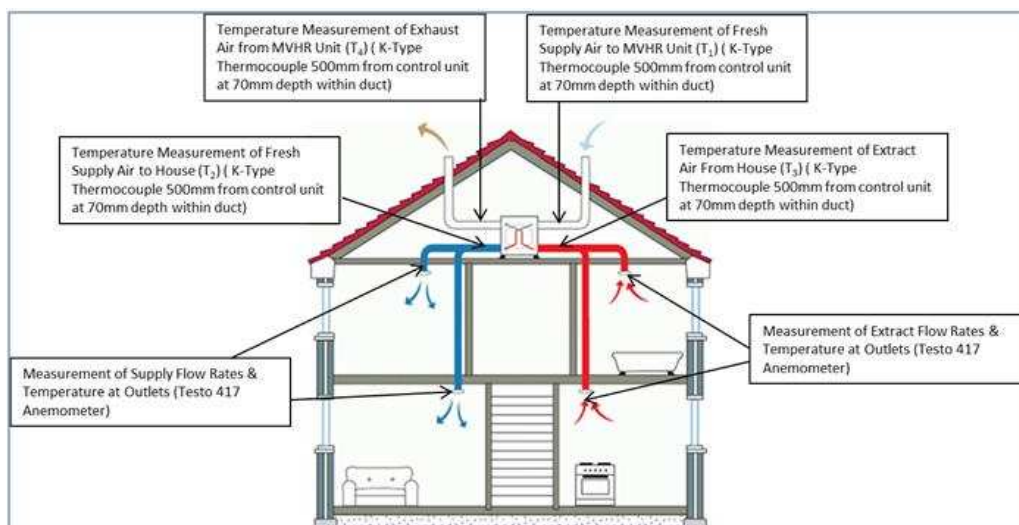 Temperature Measurement of Exhaust
Air from MVHR Unit (T₄) ( K-Type
Thermocouple 500mm from control unit
at 70mm depth within duct)
Temperature Measurement of Fresh
Supply Air to MVHR Unit (T₁) ( K-Type
Thermocouple 500mm from control unit
at 70mm depth within duct)
Temperature Measurement of Fresh
Supply Air to House (T₂) ( K-Type
Thermocouple 500mm from control unit
at 70mm depth within duct)
Temperature Measurement of Extract
Air From House (T₃) ( K-Type
Thermocouple 500mm from control unit
at 70mm depth within duct)
Measurement of Supply Flow Rates &
Temperature at Outlets (Testo 417
Anemometer)
Measurement of Extract Flow Rates &
Temperature at Outlets (Testo 417
Anemometer)